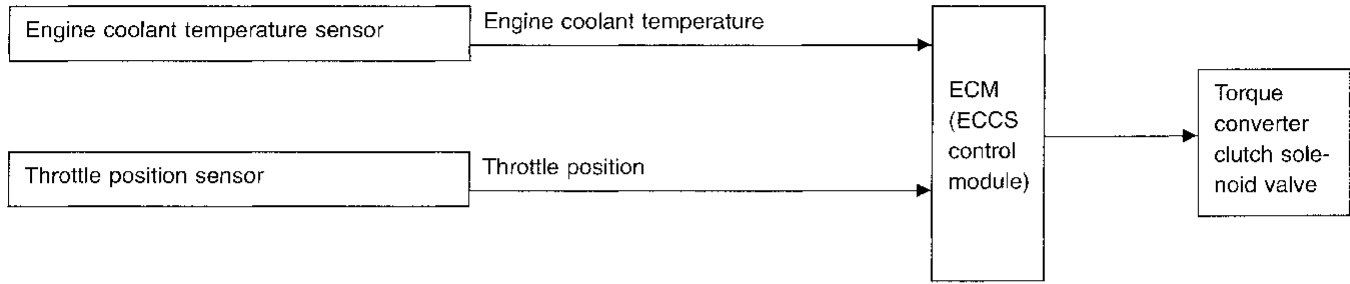 Engine coolant temperature sensor
Engine coolant temperature
Throttle position sensor
Throttle position
ECM
(ECCS
control
module)
Torque
converter
clutch sole-
noid valve